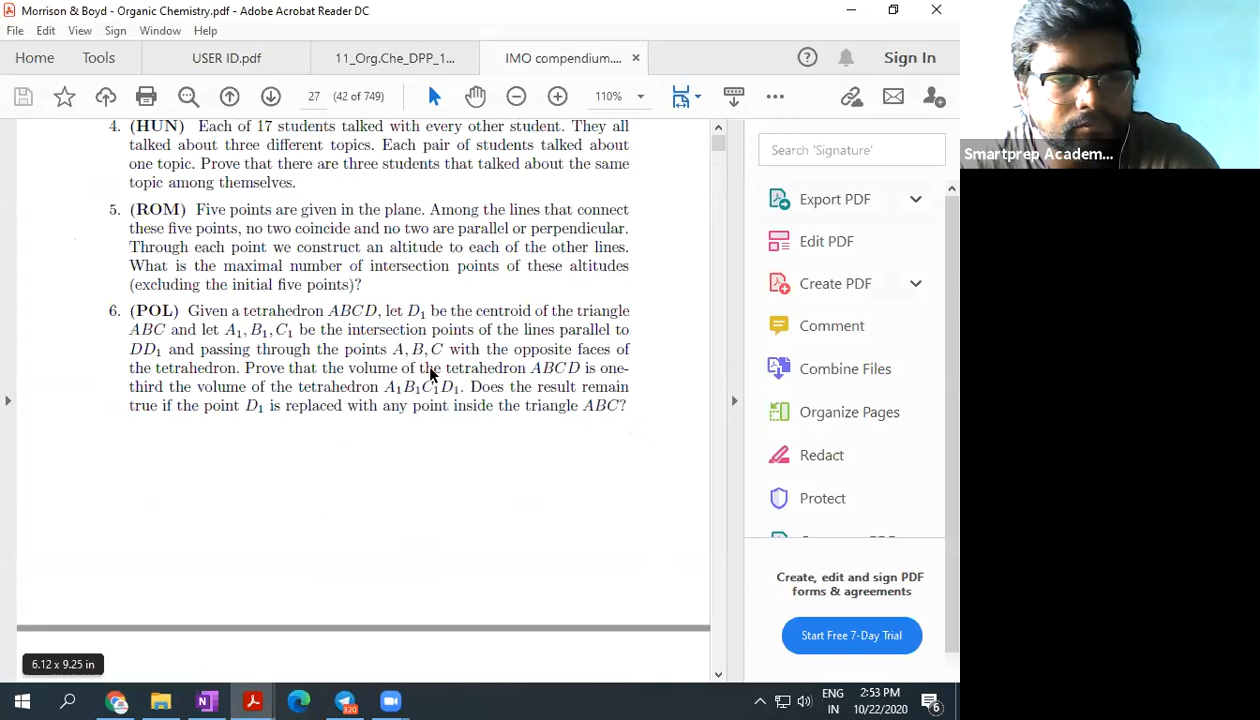 Morrison & Boyd - Organic Chemistry.pdf - Adobe Acrobat Reader DC
File Edit View Sign Window Help
Home Tools USER ID.pdf 11_Org.Che_DPP_1... IMO compendium.... × Sign In
27 (42 of 749) 110%
4. (HUN) Each of 17 students talked with every other student. They all
talked about three different topics. Each pair of students talked about
one topic. Prove that there are three students that talked about the same
topic among themselves.
5. (ROM) Five points are given in the plane. Among the lines that connect
these five points, no two coincide and no two are parallel or perpendicular.
Through each point we construct an altitude to each of the other lines.
What is the maximal number of intersection points of these altitudes
(excluding the initial five points)?
6. (POL) Given a tetrahedron ABCD, let D₁ be the centroid of the triangle
ABC and let A₁, B₁, C₁ be the intersection points of the lines parallel to
DD₁ and passing through the points A, B, C with the opposite faces of
the tetrahedron. Prove that the volume of the tetrahedron ABCD is one-
third the volume of the tetrahedron A₁B₁C₁D₁. Does the result remain
true if the point D₁ is replaced with any point inside the triangle ABC?
6.12 x 9.25 in
Search 'Signature'
Export PDF
Edit PDF
Create PDF
Comment
Combine Files
Organize Pages
Redact
Protect
Create, edit and sign PDF
forms & agreements
Start Free 7-Day Trial
Smartprep Academ...
320
ENG
IN
2:53 PM
10/22/2020
6